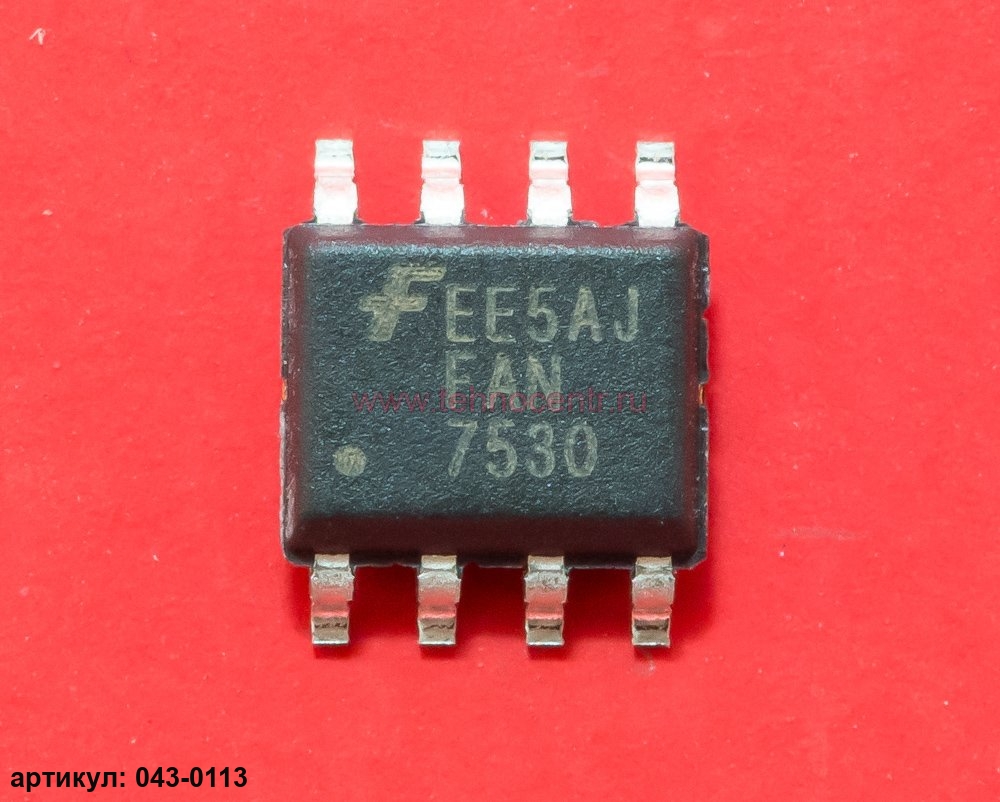 F EE5AJ
FAN
www.tehnocentr.ru
7530
артикул: 043-0113